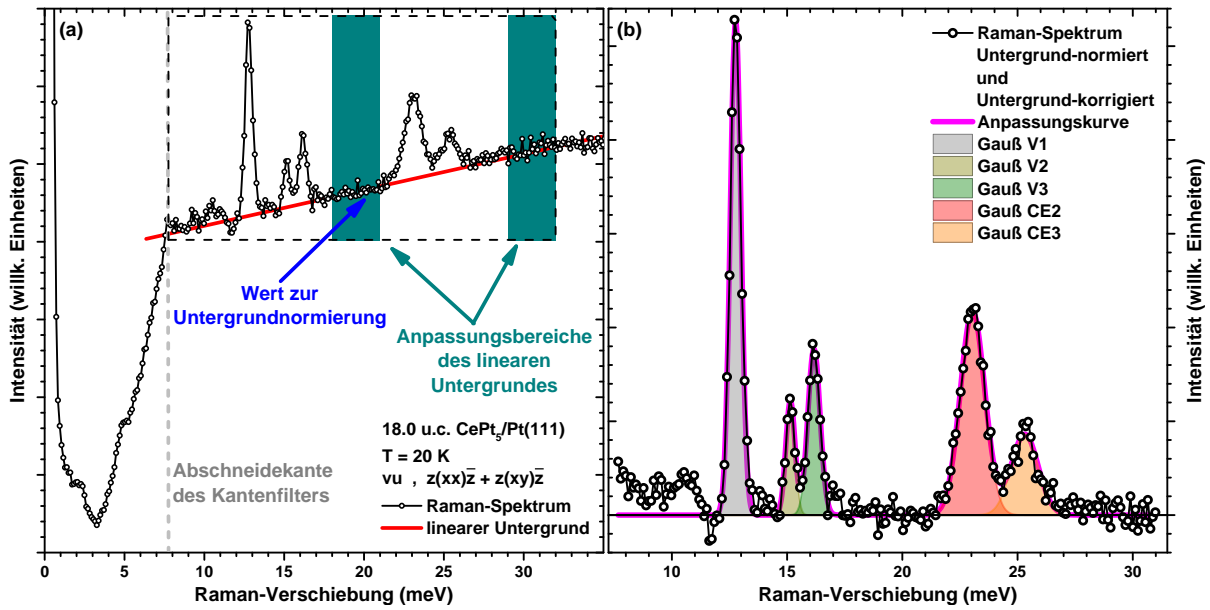 (a)
Intensität (willk. Einheiten)
Wert zur
Untergrundnormierung
Anpassungsbereiche
des linearen
Untergrundes
18.0 u.c. CePt₅/Pt(111)
T = 20 K
vu , z(xx)z̅ + z(xy)z̅
Raman-Spektrum
linearer Untergrund
Abschneidekante
des Kantenfilters
0 5 10 15 20 25 30
Raman-Verschiebung (meV)
(b)
Raman-Spektrum
Untergrund-normiert
und
Untergrund-korrigiert
Anpassungskurve
Gauß V1
Gauß V2
Gauß V3
Gauß CE2
Gauß CE3
10 15 20 25 30
Raman-Verschiebung (meV)
Intensität (willk. Einheiten)